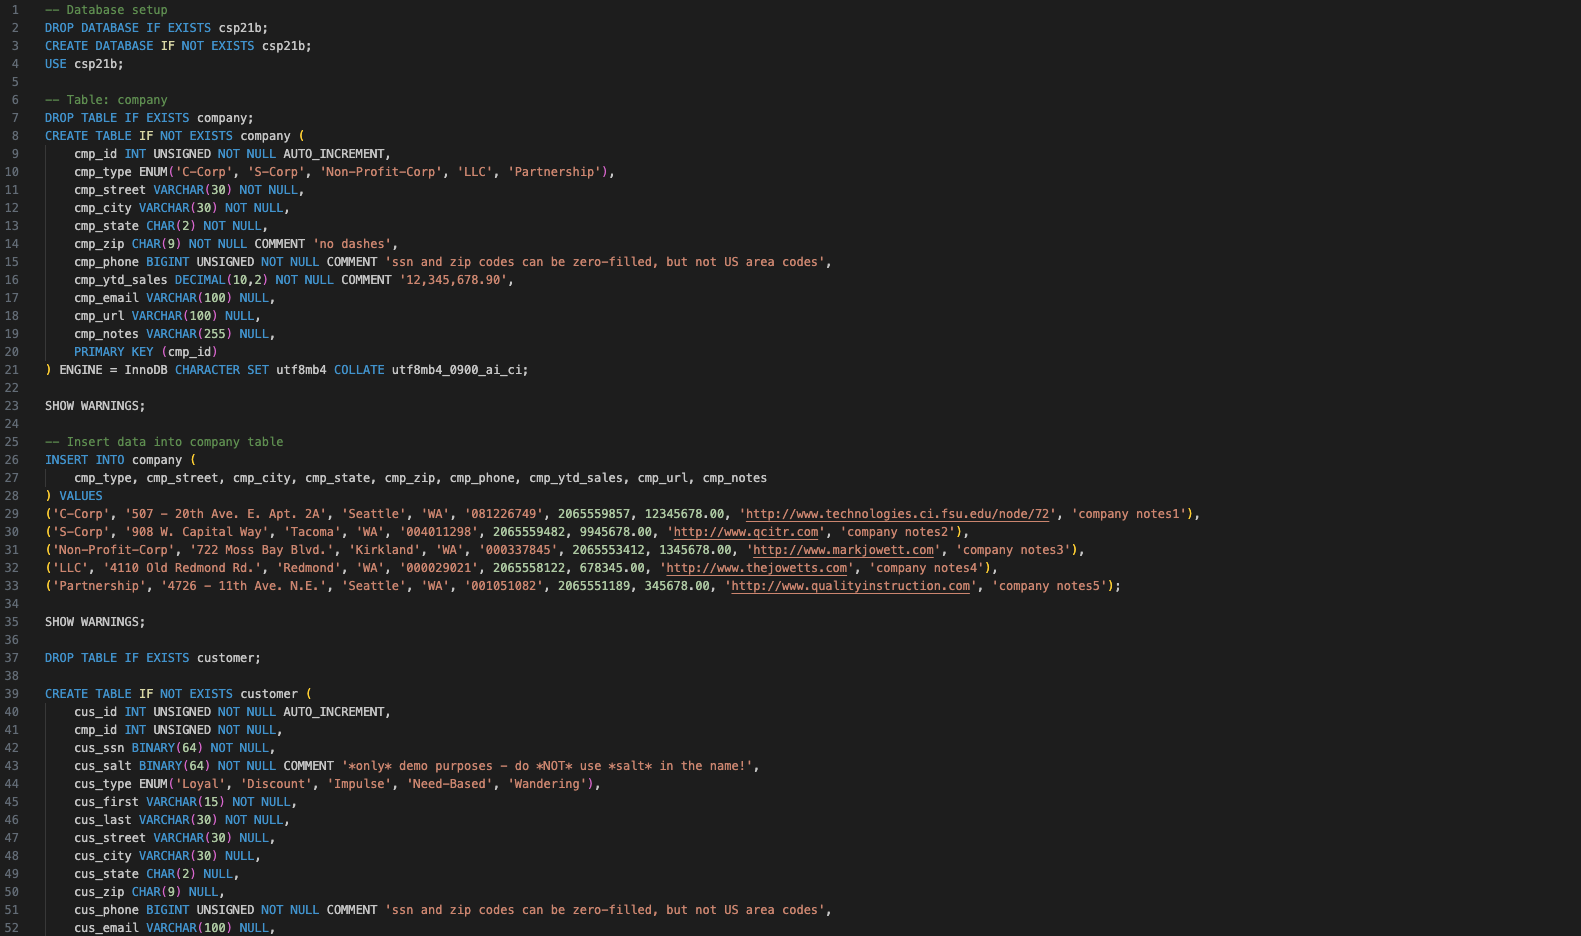 1 -- Database setup
2 DROP DATABASE IF EXISTS csp21b;
3 CREATE DATABASE IF NOT EXISTS csp21b;
4 USE csp21b;
5
6 -- Table: company
7 DROP TABLE IF EXISTS company;
8 CREATE TABLE IF NOT EXISTS company (
9     cmp_id INT UNSIGNED NOT NULL AUTO_INCREMENT,
10     cmp_type ENUM('C-Corp', 'S-Corp', 'Non-Profit-Corp', 'LLC', 'Partnership'),
11     cmp_street VARCHAR(30) NOT NULL,
12     cmp_city VARCHAR(30) NOT NULL,
13     cmp_state CHAR(2) NOT NULL,
14     cmp_zip CHAR(9) NOT NULL COMMENT 'no dashes',
15     cmp_phone BIGINT UNSIGNED NOT NULL COMMENT 'ssn and zip codes can be zero-filled, but not US area codes',
16     cmp_ytd_sales DECIMAL(10,2) NOT NULL COMMENT '12,345,678.90',
17     cmp_email VARCHAR(100) NULL,
18     cmp_url VARCHAR(100) NULL,
19     cmp_notes VARCHAR(255) NULL,
20     PRIMARY KEY (cmp_id)
21 ) ENGINE = InnoDB CHARACTER SET utf8mb4 COLLATE utf8mb4_0900_ai_ci;
22
23 SHOW WARNINGS;
24
25 -- Insert data into company table
26 INSERT INTO company (
27     cmp_type, cmp_street, cmp_city, cmp_state, cmp_zip, cmp_phone, cmp_ytd_sales, cmp_url, cmp_notes
28 ) VALUES
29 ('C-Corp', '507 - 20th Ave. E. Apt. 2A', 'Seattle', 'WA', '081226749', 2065559857, 12345678.00, 'http://www.technologies.ci.fsu.edu/node/72', 'company notes1'),
30 ('S-Corp', '908 W. Capital Way', 'Tacoma', 'WA', '004011298', 2065559482, 9945678.00, 'http://www.qcitr.com', 'company notes2'),
31 ('Non-Profit-Corp', '722 Moss Bay Blvd.', 'Kirkland', 'WA', '000337845', 2065553412, 1345678.00, 'http://www.markjowett.com', 'company notes3'),
32 ('LLC', '4110 Old Redmond Rd.', 'Redmond', 'WA', '000029021', 2065558122, 678345.00, 'http://www.thejowetts.com', 'company notes4'),
33 ('Partnership', '4726 - 11th Ave. N.E.', 'Seattle', 'WA', '001051082', 2065551189, 345678.00, 'http://www.qualityinstruction.com', 'company notes5');
34
35 SHOW WARNINGS;
36
37 DROP TABLE IF EXISTS customer;
38
39 CREATE TABLE IF NOT EXISTS customer (
40     cus_id INT UNSIGNED NOT NULL AUTO_INCREMENT,
41     cmp_id INT UNSIGNED NOT NULL,
42     cus_ssn BINARY(64) NOT NULL,
43     cus_salt BINARY(64) NOT NULL COMMENT '*only* demo purposes - do *NOT* use *salt* in the name!',
44     cus_type ENUM('Loyal', 'Discount', 'Impulse', 'Need-Based', 'Wandering'),
45     cus_first VARCHAR(15) NOT NULL,
46     cus_last VARCHAR(30) NOT NULL,
47     cus_street VARCHAR(30) NULL,
48     cus_city VARCHAR(30) NULL,
49     cus_state CHAR(2) NULL,
50     cus_zip CHAR(9) NULL,
51     cus_phone BIGINT UNSIGNED NOT NULL COMMENT 'ssn and zip codes can be zero-filled, but not US area codes',
52     cus_email VARCHAR(100) NULL,